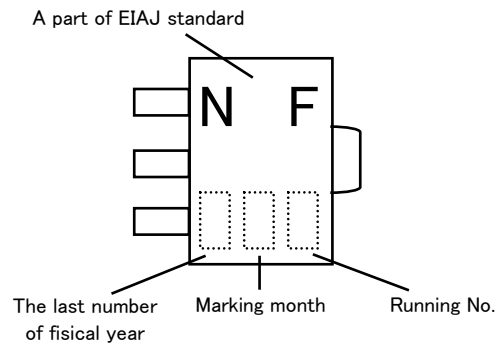 A part of EIAJ standard
N F
The last number
of fisical year
Marking month
Running No.